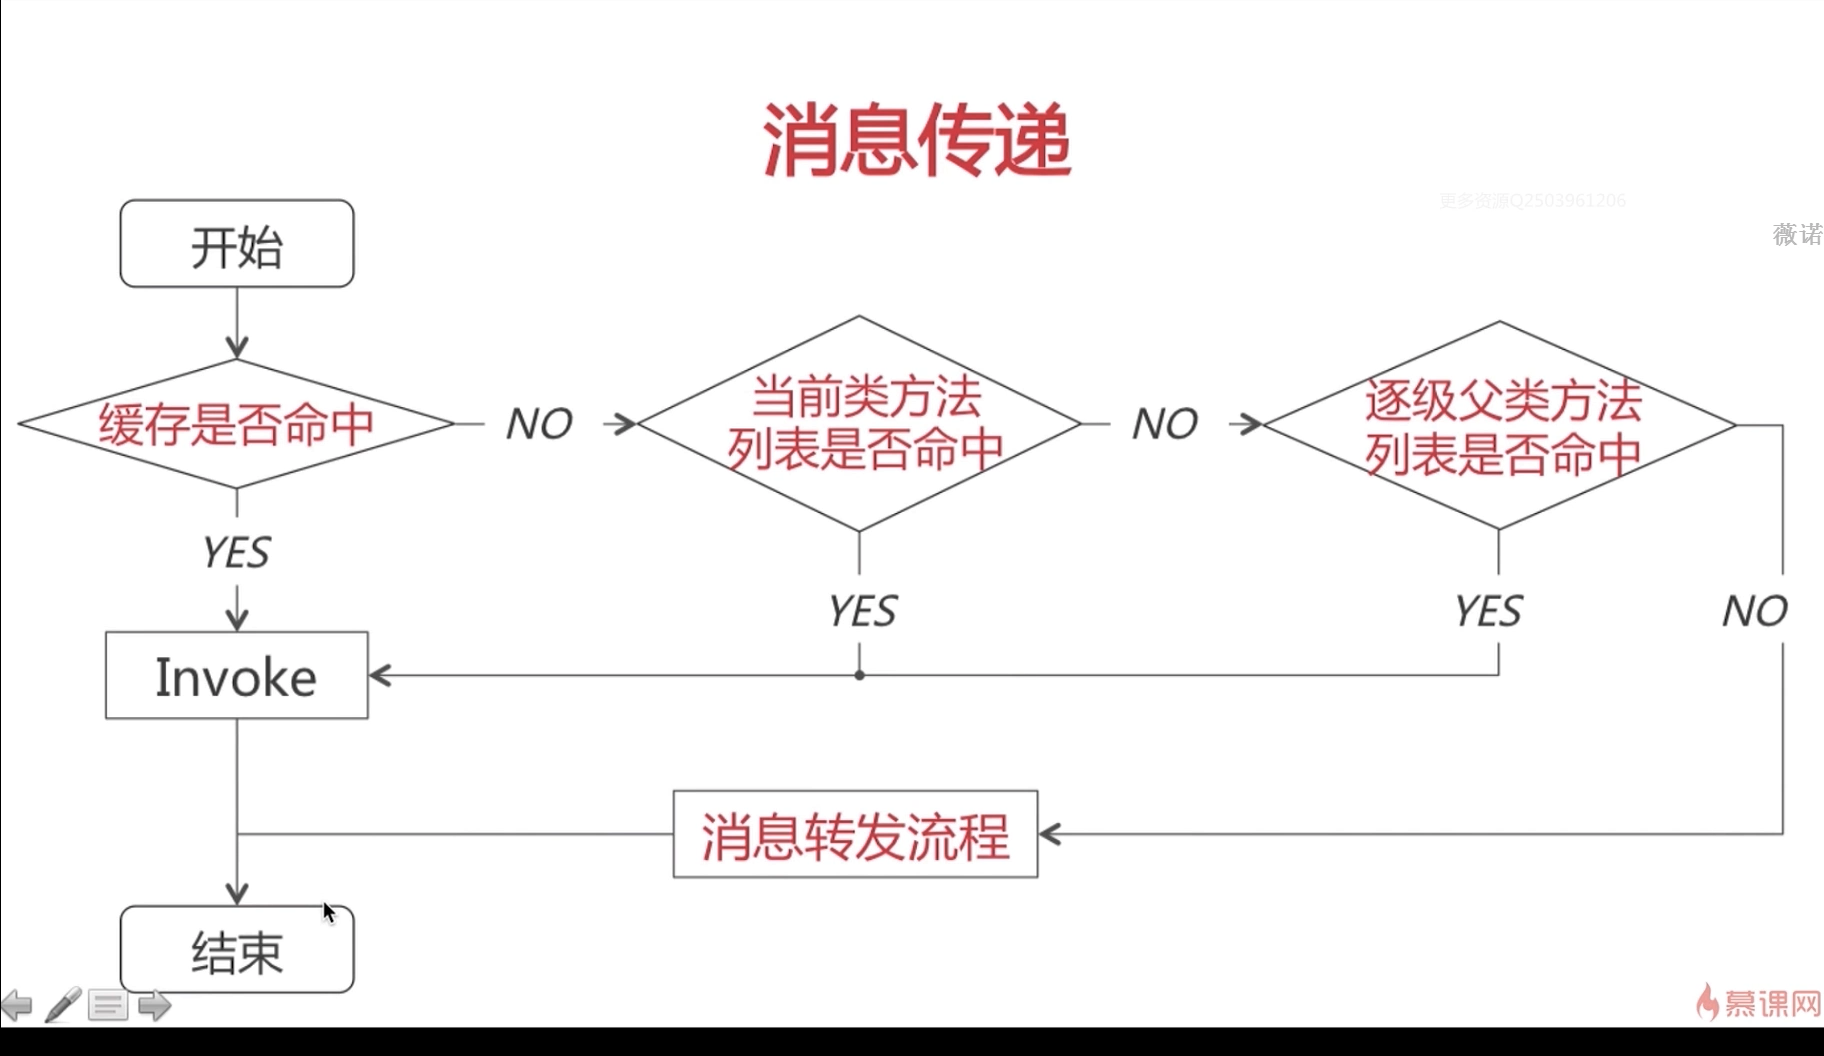 消息传递
更多资源Q2503961206
薇诺
开始
缓存是否命中
NO
当前类方法
列表是否命中
NO
逐级父类方法
列表是否命中
YES
YES
YES
NO
Invoke
消息转发流程
结束
慕课网